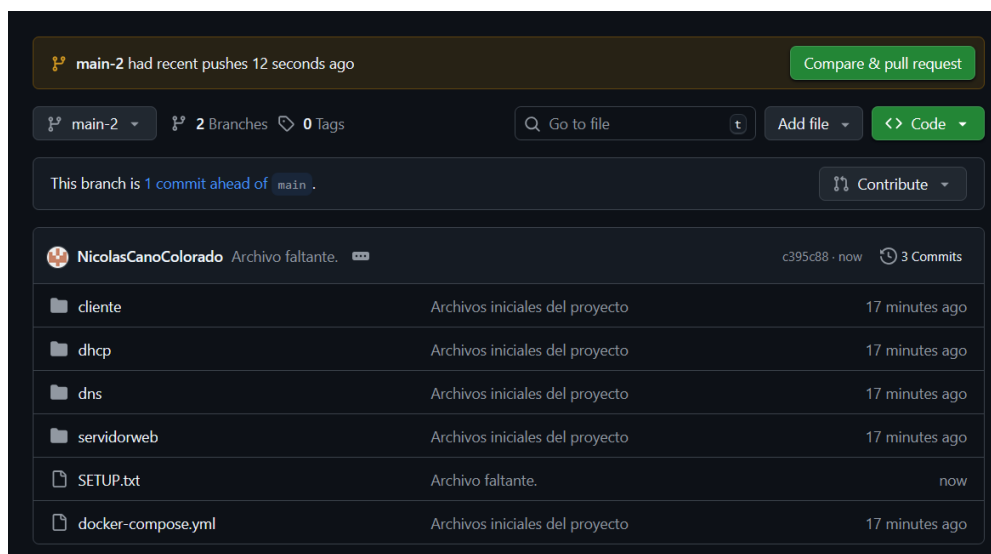 main-2 had recent pushes 12 seconds ago Compare & pull request
main-2 2 Branches 0 Tags Go to file t Add file Code
This branch is 1 commit ahead of main . Contribute
NicolasCanoColorado Archivo faltante. c395c88 · now 3 Commits
cliente Archivos iniciales del proyecto 17 minutes ago
dhcp Archivos iniciales del proyecto 17 minutes ago
dns Archivos iniciales del proyecto 17 minutes ago
servidorweb Archivos iniciales del proyecto 17 minutes ago
SETUP.txt Archivo faltante. now
docker-compose.yml Archivos iniciales del proyecto 17 minutes ago